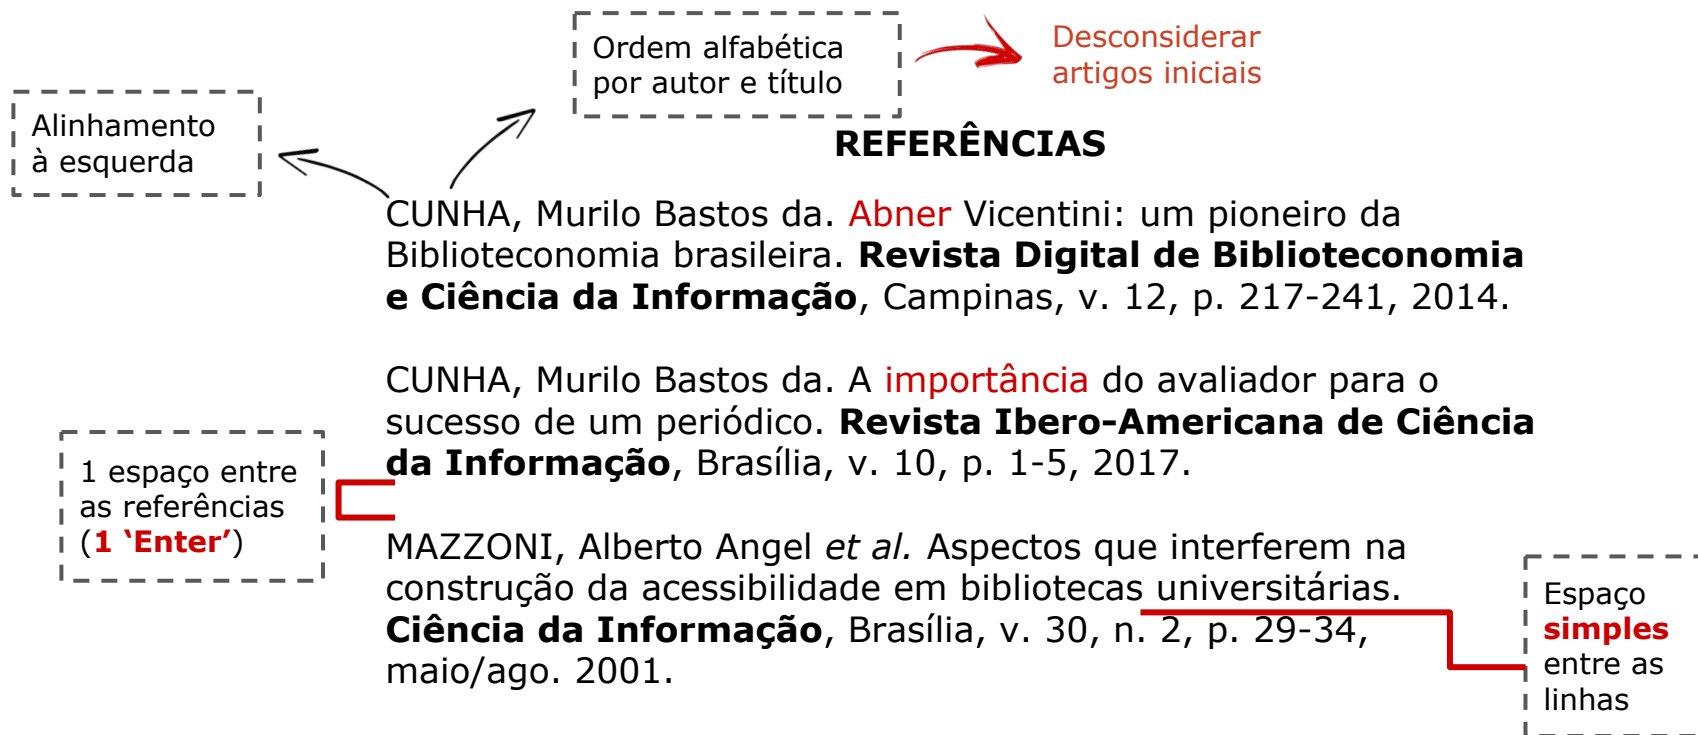 Ordem alfabética
por autor e título
Desconsiderar
artigos iniciais
Alinhamento
à esquerda
REFERÊNCIAS
CUNHA, Murilo Bastos da. Abner Vicentini: um pioneiro da
Biblioteconomia brasileira. Revista Digital de Biblioteconomia
e Ciência da Informação, Campinas, v. 12, p. 217-241, 2014.
CUNHA, Murilo Bastos da. A importância do avaliador para o
sucesso de um periódico. Revista Ibero-Americana de Ciência
da Informação, Brasília, v. 10, p. 1-5, 2017.
1 espaço entre
as referências
(1 ‘Enter’)
MAZZONI, Alberto Angel et al. Aspectos que interferem na
construção da acessibilidade em bibliotecas universitárias.
Ciência da Informação, Brasília, v. 30, n. 2, p. 29-34,
maio/ago. 2001.
Espaço
simples
entre as
linhas